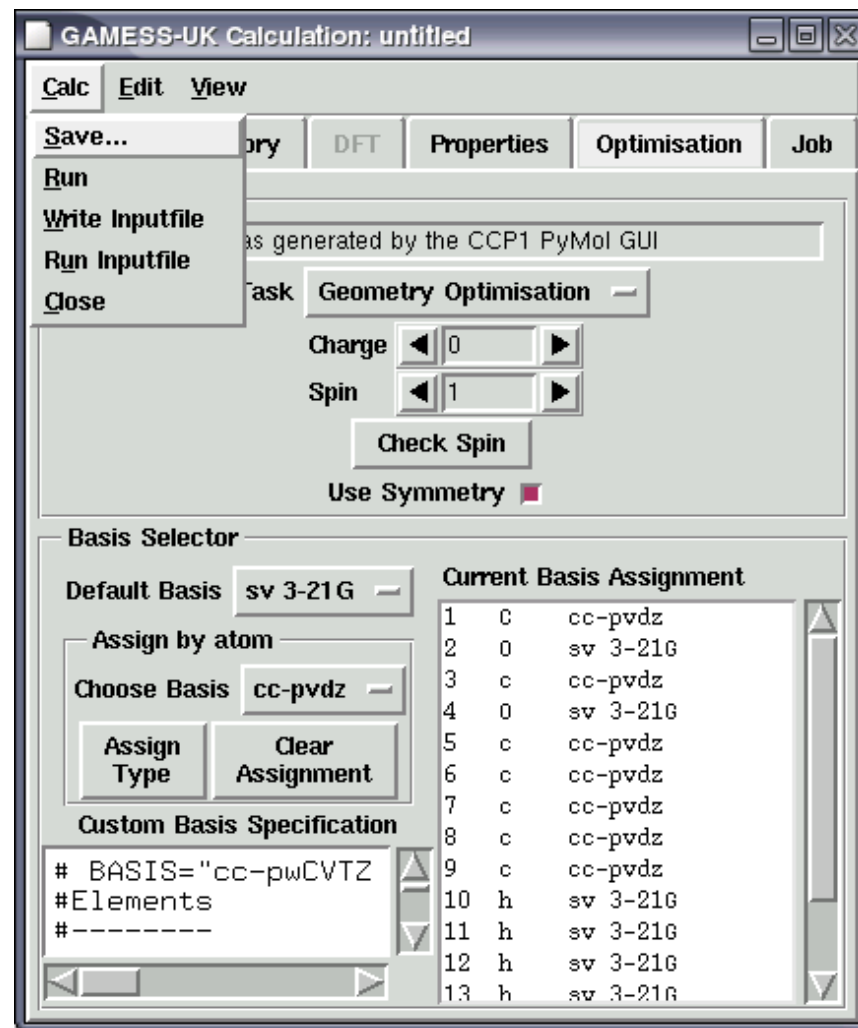 GAMESS-UK Calculation: untitled
Calc Edit View
Save...
Run
Write Inputfile
Run Inputfile
Close
ory DFT Properties Optimisation Job
as generated by the CCP1 PyMol GUI
Task Geometry Optimisation
Charge 0
Spin 1
Check Spin
Use Symmetry
Basis Selector
Default Basis sv 3-21G
Assign by atom
Choose Basis cc-pvdz
Assign Type
Clear Assignment
Custom Basis Specification
# BASIS="cc-pwCVTZ
#Elements
#--------
Current Basis Assignment
1 C cc-pvdz
2 O sv 3-21G
3 c cc-pvdz
4 O sv 3-21G
5 c cc-pvdz
6 c cc-pvdz
7 c cc-pvdz
8 c cc-pvdz
9 c cc-pvdz
10 h sv 3-21G
11 h sv 3-21G
12 h sv 3-21G
13 h sv 3-21G